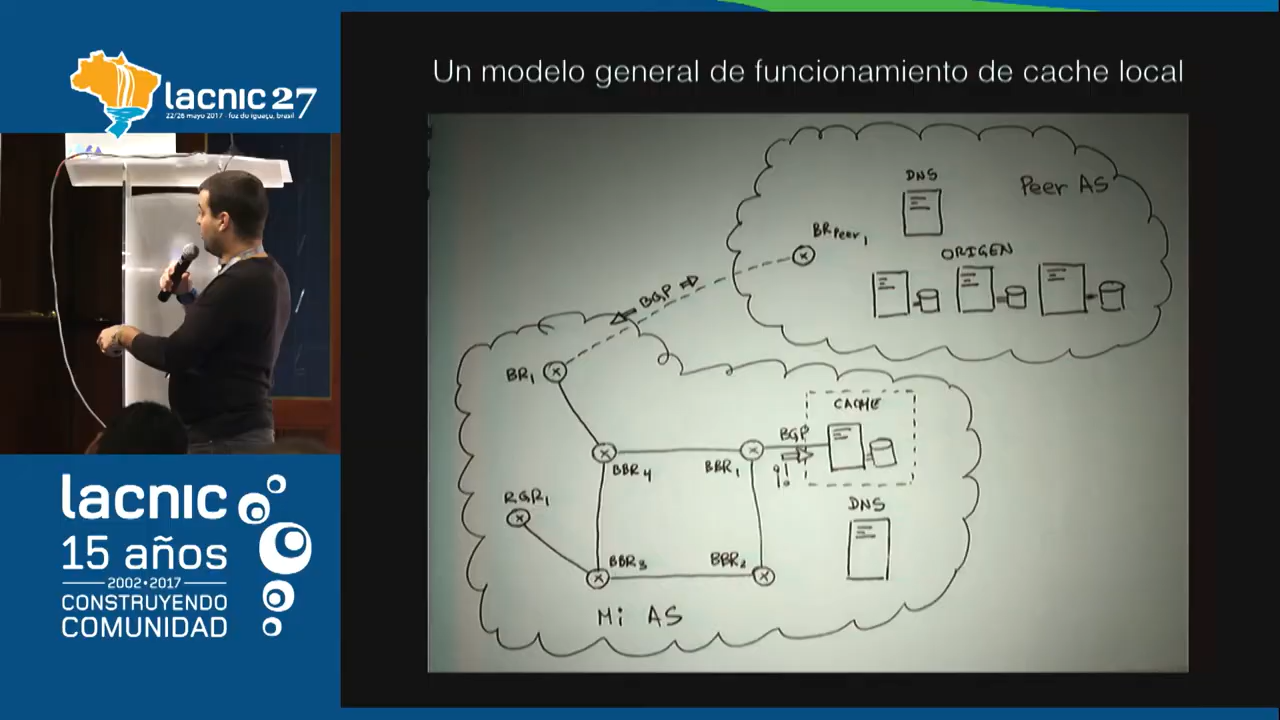 Un modelo general de funcionamiento de cache local
lacnic 27
22/26 mayo 2017 - foz do iguaçu, brasil
DNS
Peer AS
BRPeer1
ORIGEN
BGP
BR1
CACHE
BGP
BBR4
BBR1
¿!
RGR1
DNS
BBR3
BBR2
Mi AS
lacnic
15 años
2002•2017
CONSTRUYENDO
COMUNIDAD